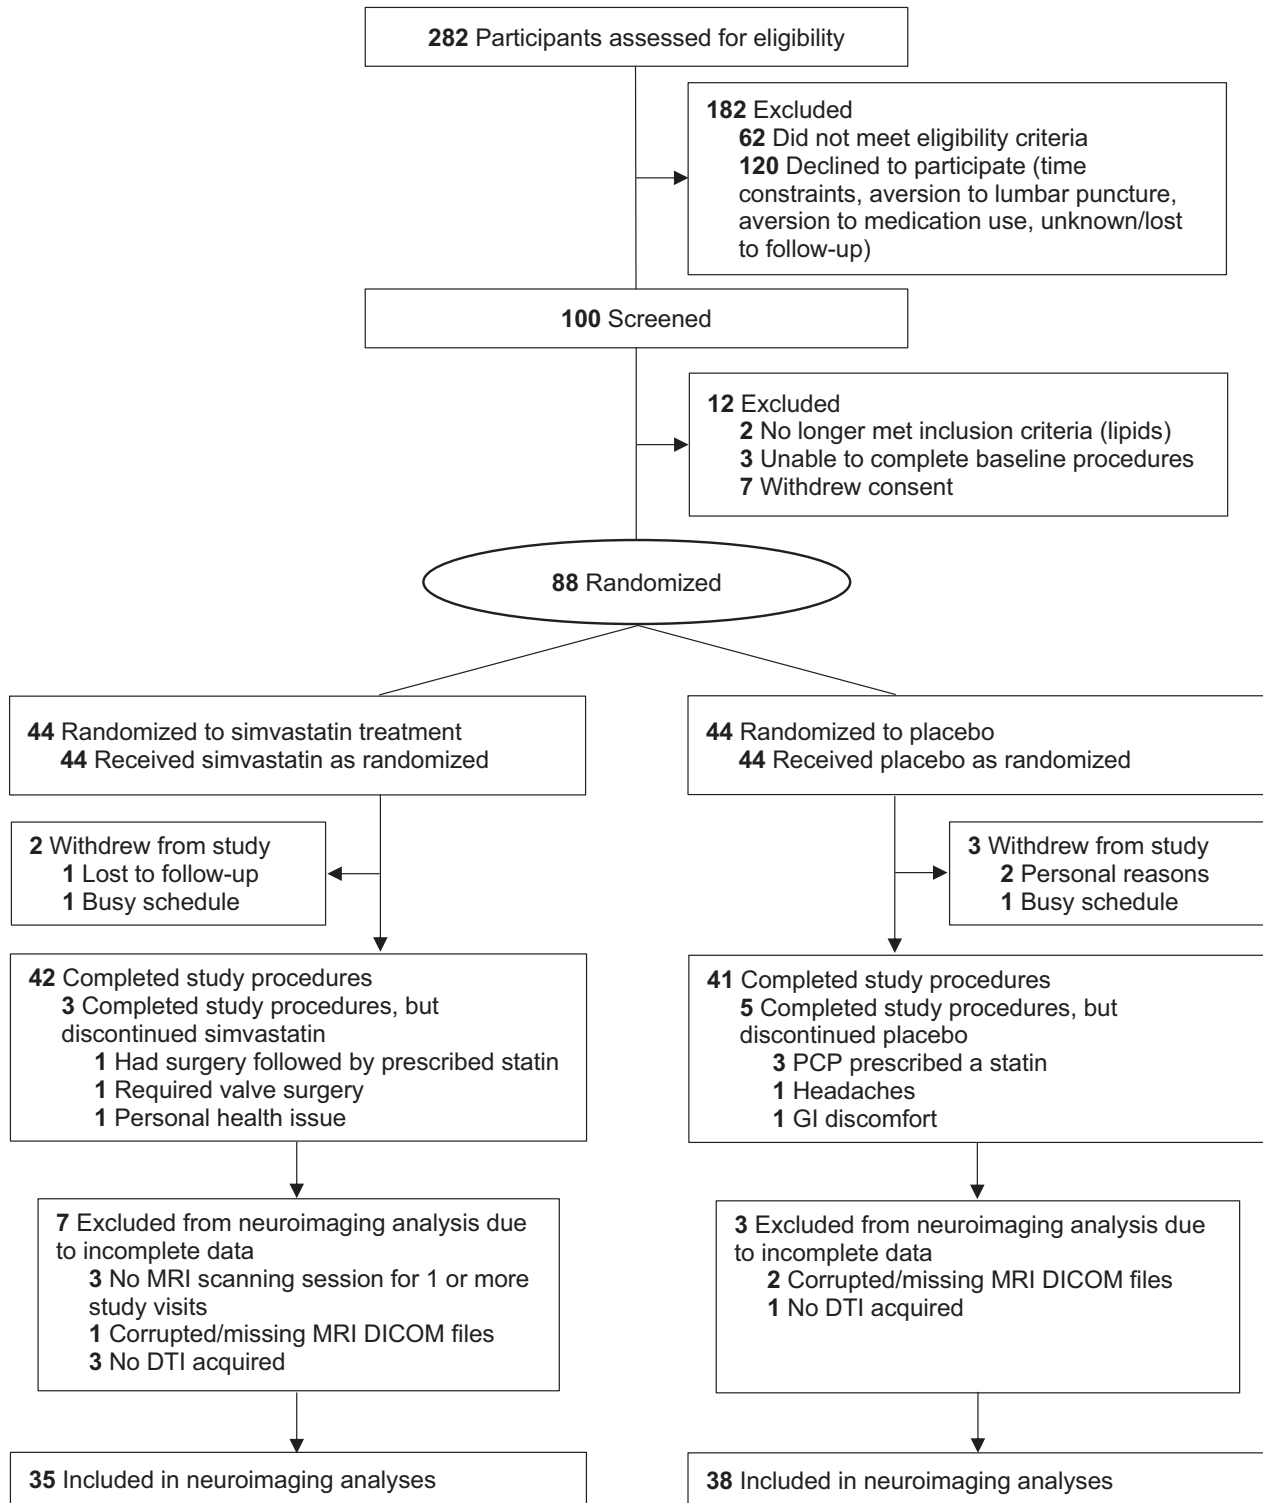 282 Participants assessed for eligibility
182 Excluded
62 Did not meet eligibility criteria
120 Declined to participate (time
constraints, aversion to lumbar puncture,
aversion to medication use, unknown/lost
to follow-up)
100 Screened
12 Excluded
2 No longer met inclusion criteria (lipids)
3 Unable to complete baseline procedures
7 Withdrew consent
88 Randomized
44 Randomized to simvastatin treatment
44 Received simvastatin as randomized
44 Randomized to placebo
44 Received placebo as randomized
2 Withdrew from study
1 Lost to follow-up
1 Busy schedule
3 Withdrew from study
2 Personal reasons
1 Busy schedule
42 Completed study procedures
3 Completed study procedures, but
discontinued simvastatin
1 Had surgery followed by prescribed statin
1 Required valve surgery
1 Personal health issue
41 Completed study procedures
5 Completed study procedures, but
discontinued placebo
3 PCP prescribed a statin
1 Headaches
1 GI discomfort
7 Excluded from neuroimaging analysis due
to incomplete data
3 No MRI scanning session for 1 or more
study visits
1 Corrupted/missing MRI DICOM files
3 No DTI acquired
3 Excluded from neuroimaging analysis due
to incomplete data
2 Corrupted/missing MRI DICOM files
1 No DTI acquired
35 Included in neuroimaging analyses
38 Included in neuroimaging analyses